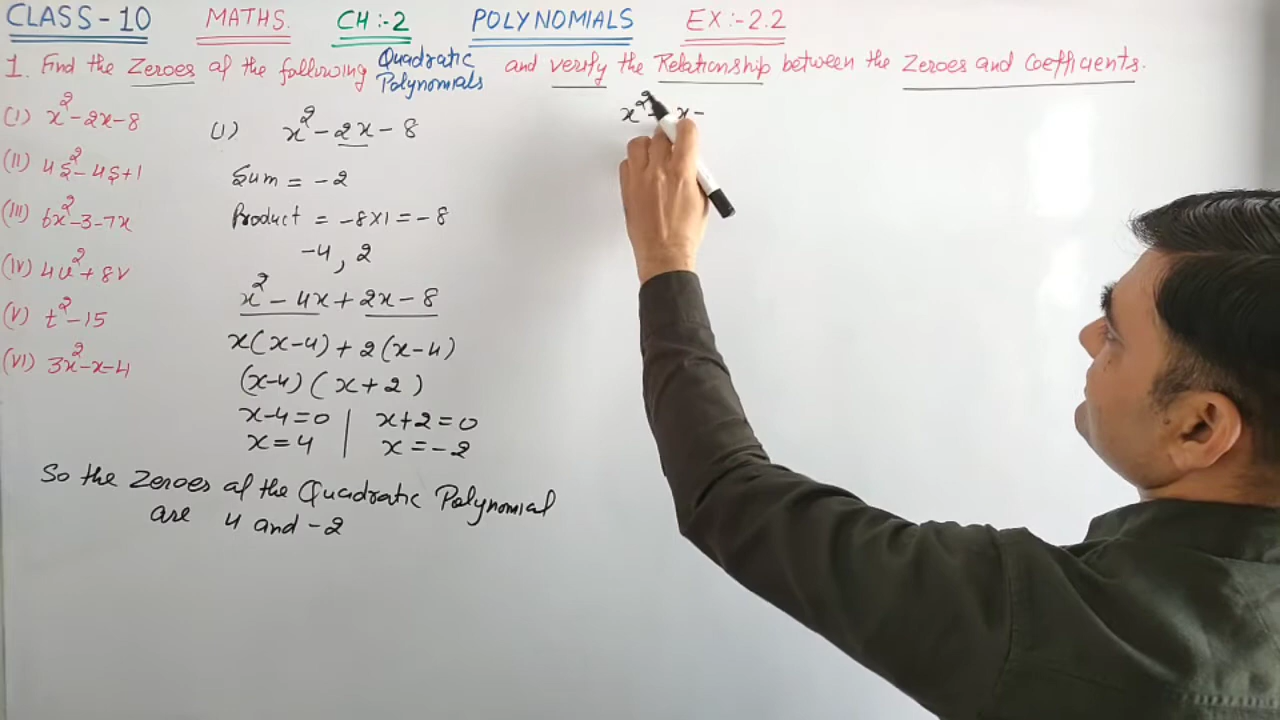 CLASS-10 MATHS. CH:-2 POLYNOMIALS EX:-2.2
1. Find the Zeroes of the following Quadratic Polynomials and verify the Relationship between the Zeroes and Coefficients.
(I) x²-2x-8
(II) 4s²-4s+1
(III) 6x²-3-7x
(IV) 4u²+8v
(V) t²-15
(VI) 3x²-x-4
(1) x²-2x-8
Sum = -2
Product = -8x1 = -8
-4, 2
x²-4x+2x-8
x(x-4)+2(x-4)
(x-4)(x+2)
x-4=0 | x+2=0
x=4 | x=-2
So the Zeroes of the Quadratic Polynomial
are 4 and -2
x²- x-